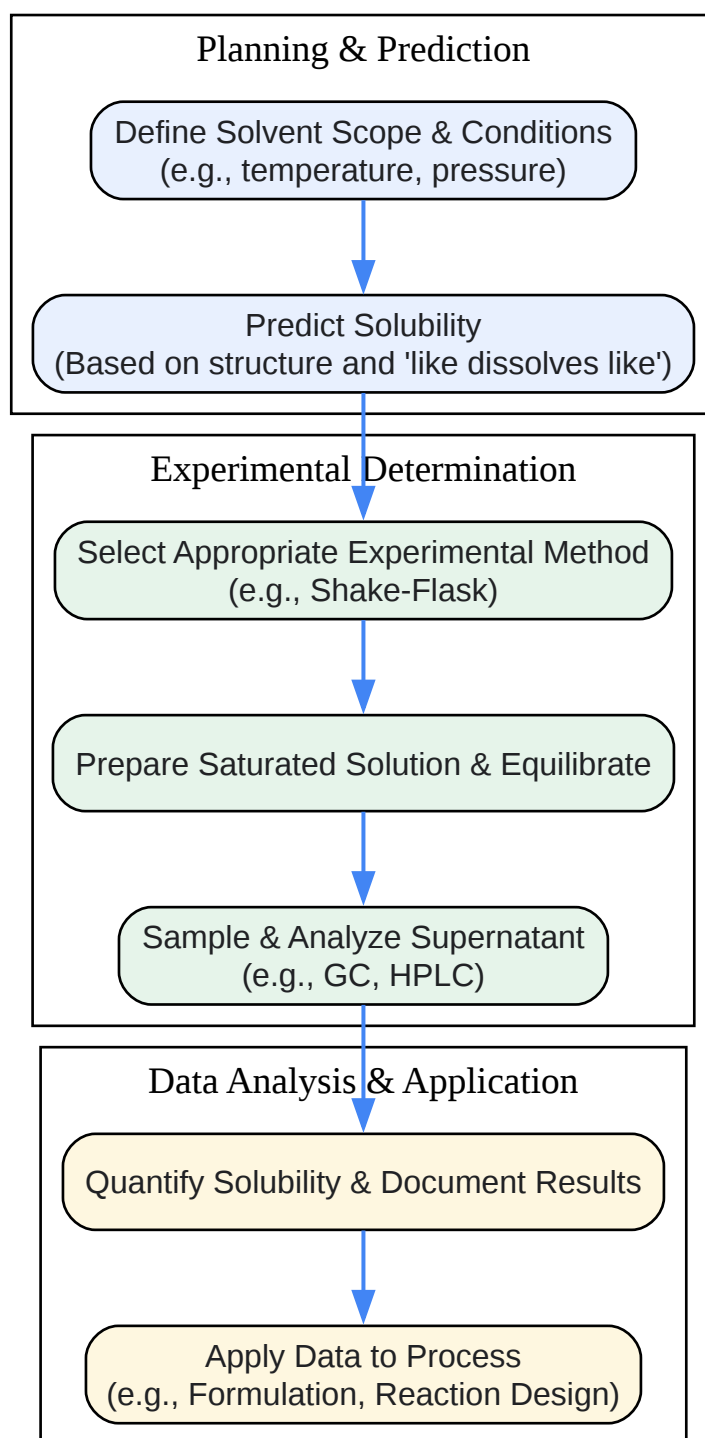 Planning & Prediction
Define Solvent Scope & Conditions
(e.g., temperature, pressure)
Predict Solubility
(Based on structure and 'like dissolves like')
Experimental Determination
Select Appropriate Experimental Method
(e.g., Shake-Flask)
Prepare Saturated Solution & Equilibrate
Sample & Analyze Supernatant
(e.g., GC, HPLC)
Data Analysis & Application
Quantify Solubility & Document Results
Apply Data to Process
(e.g., Formulation, Reaction Design)